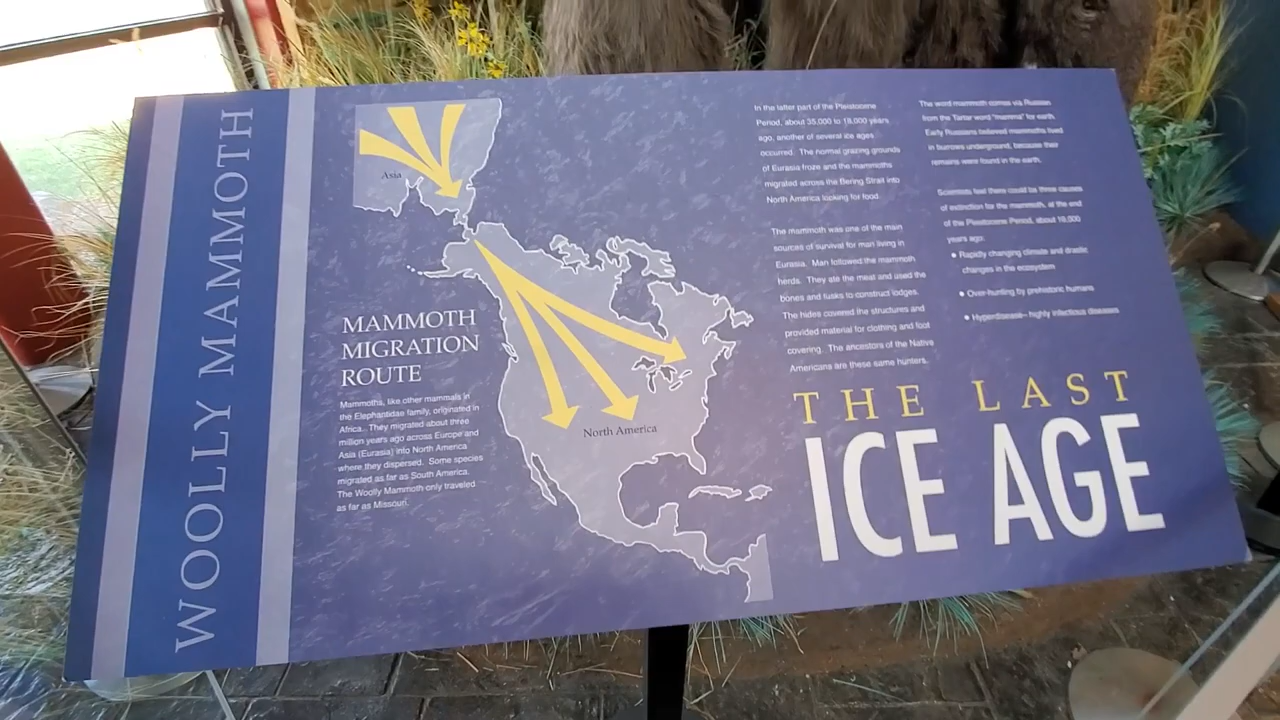 WOOLLY MAMMOTH
Asia
North America
MAMMOTH
MIGRATION
ROUTE
Mammoths, like other mammals in
the Elephantidae family, originated in
Africa. They migrated about three
million years ago across Europe and
Asia (Eurasia) into North America
where they dispersed. Some species
migrated as far as South America.
The Woolly Mammoth only traveled
as far as Missouri.
In the latter part of the Pleistocene
Period, about 35,000 to 18,000 years
ago, another of several ice ages
occurred. The normal grazing grounds
of Eurasia froze and the mammoths
migrated across the Bering Strait into
North America looking for food.
The mammoth was one of the main
sources of survival for man living in
Eurasia. Man followed the mammoth
herds. They ate the meat and used the
bones and tusks to construct lodges.
The hides covered the structures and
provided material for clothing and foot
covering. The ancestors of the Native
Americans are these same hunters.
The word mammoth comes via Russian
from the Tartar word "mamma" for earth.
Early Russians believed mammoths lived
in burrows underground, because their
remains were found in the earth.
Scientists feel there could be three causes
of extinction for the mammoth, at the end
of the Pleistocene Period, about
years ago:
• Rapidly changing climate and drastic
changes in the ecosystem
• Over-hunting by prehistoric humans
• Hyperdisease– highly infectious diseases
THE LAST
ICE AGE